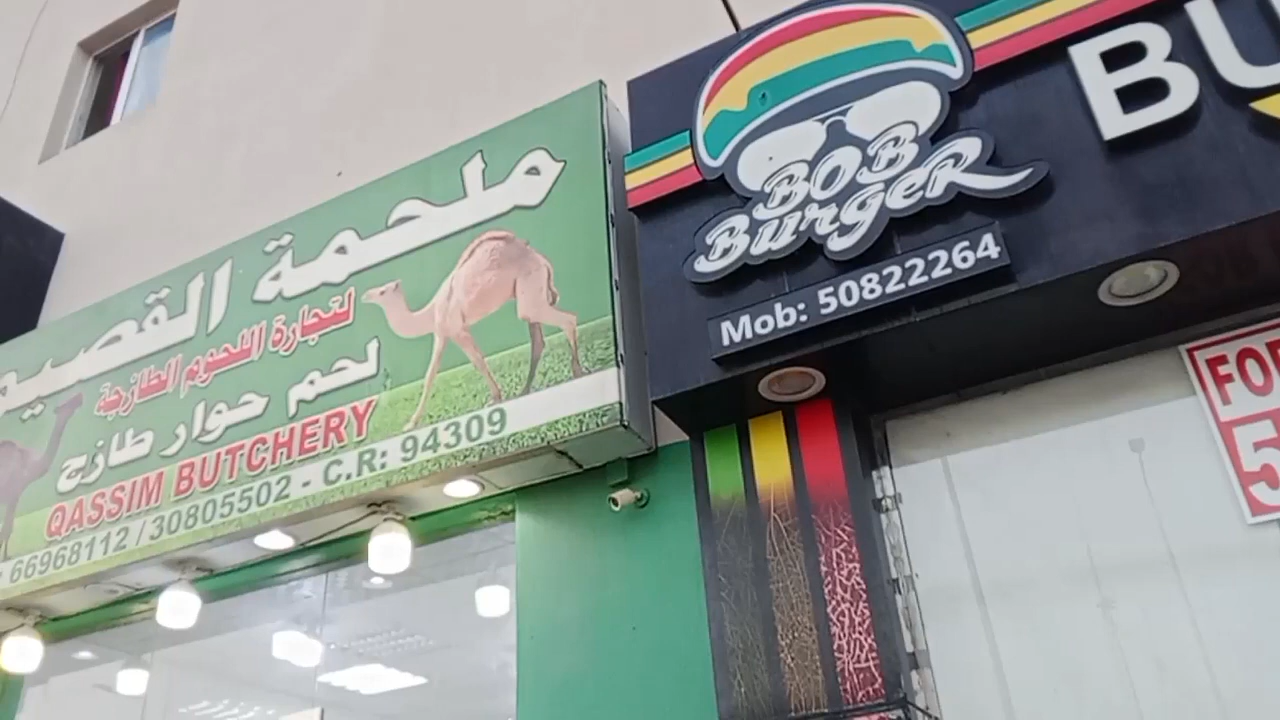 ملحمة القصيم
لتجارة اللحوم الطازجة
لحم حوار طازج
QASSIM BUTCHERY
66968112 / 30805502 - C.R: 94309
BOB
Burger
Mob: 50822264
BU
FO
5